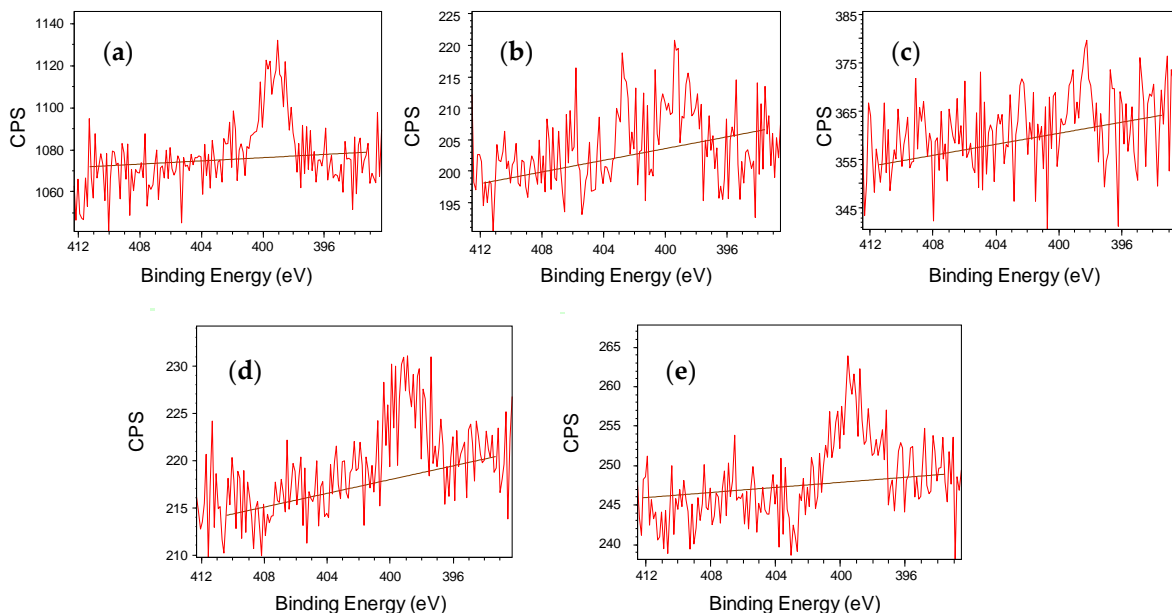 (a)
CPS
1140
1120
1100
1080
1060
412 408 404 400 396
Binding Energy (eV)
(b)
CPS
225
220
215
210
205
200
195
412 408 404 400 396
Binding Energy (eV)
(c)
CPS
385
375
365
355
345
412 408 404 400 396
Binding Energy (eV)
(d)
CPS
230
225
220
215
210
412 408 404 400 396
Binding Energy (eV)
(e)
CPS
265
260
255
250
245
240
412 408 404 400 396
Binding Energy (eV)